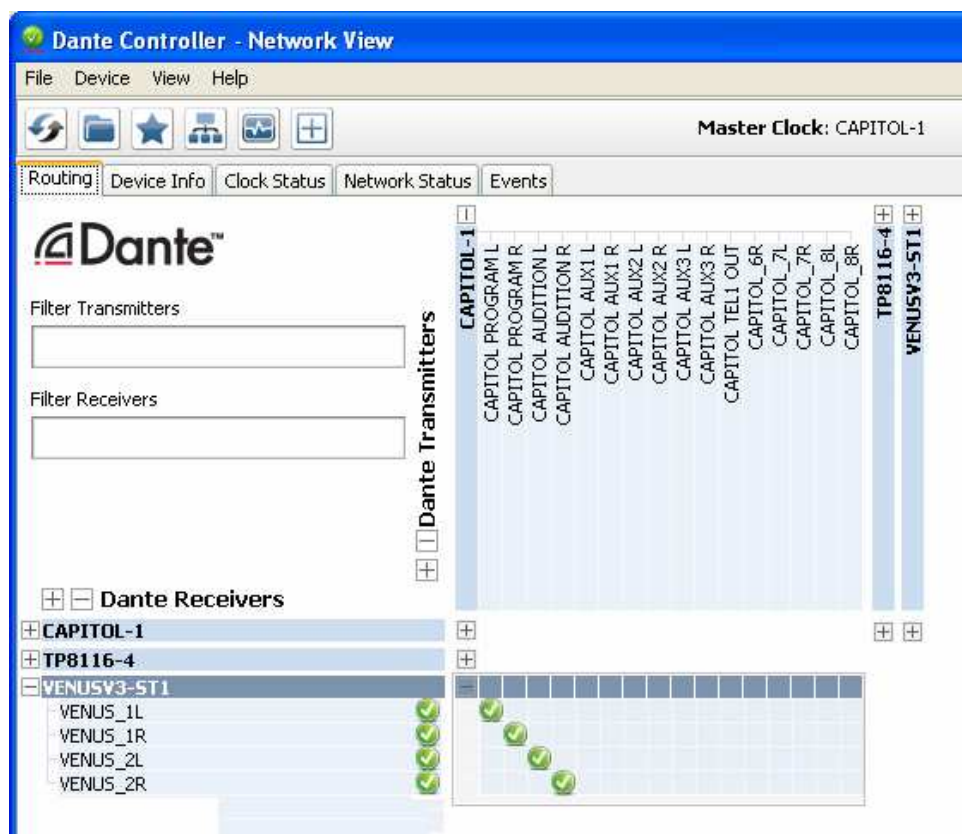 Dante Controller - Network View
File Device View Help
Master Clock: CAPITOL-1
Routing Device Info Clock Status Network Status Events
Dante™
Filter Transmitters
Filter Receivers
Dante Transmitters
CAPITOL-1
CAPITOL PROGRAM L
CAPITOL PROGRAM R
CAPITOL AUDITION L
CAPITOL AUDITION R
CAPITOL AUX1 L
CAPITOL AUX1 R
CAPITOL AUX2 L
CAPITOL AUX2 R
CAPITOL AUX3 L
CAPITOL AUX3 R
CAPITOL TEL1 OUT
CAPITOL_6R
CAPITOL_7L
CAPITOL_7R
CAPITOL_8L
CAPITOL_8R
TP8116-4
VENUSV3-ST1
Dante Receivers
CAPITOL-1
TP8116-4
VENUSV3-ST1
VENUS_1L
VENUS_1R
VENUS_2L
VENUS_2R